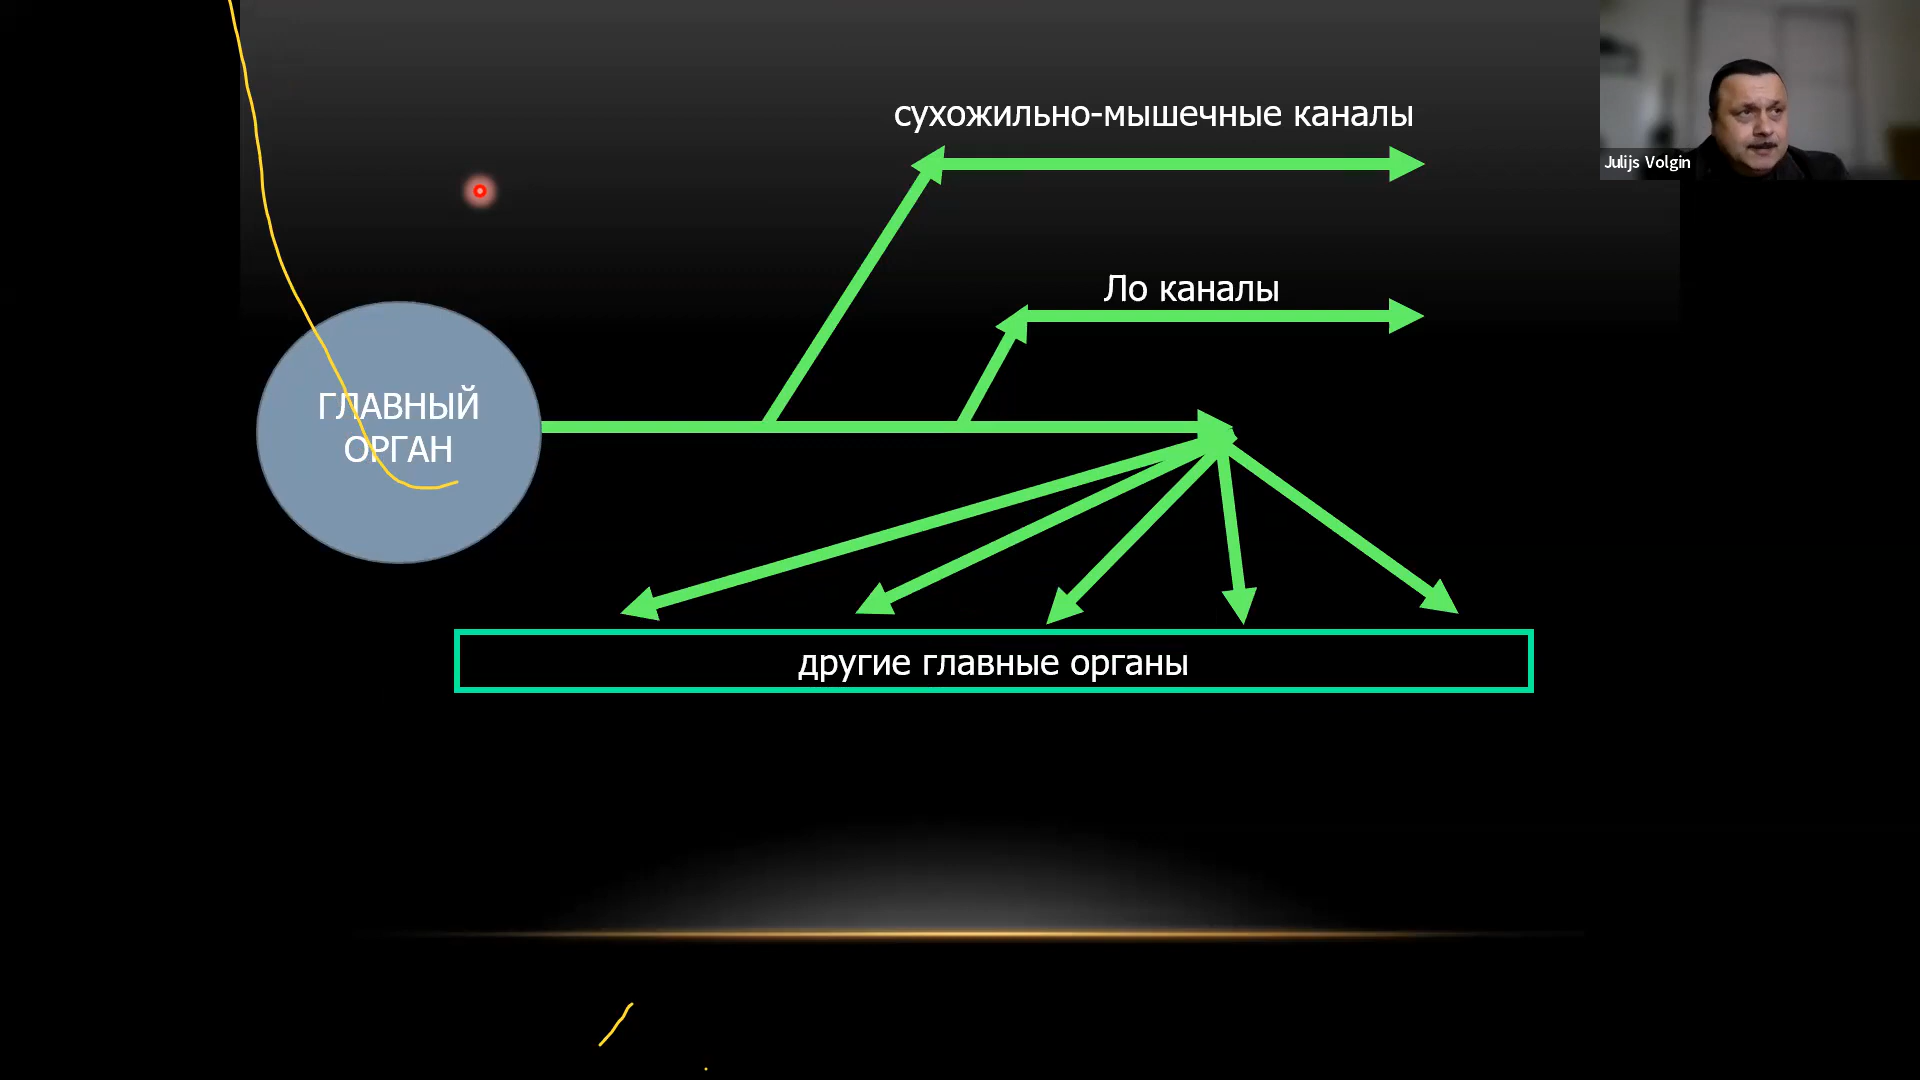 сухожильно-мышечные каналы
Julijs Volgin
Ло каналы
ГЛАВНЫЙ
ОРГАН
другие главные органы